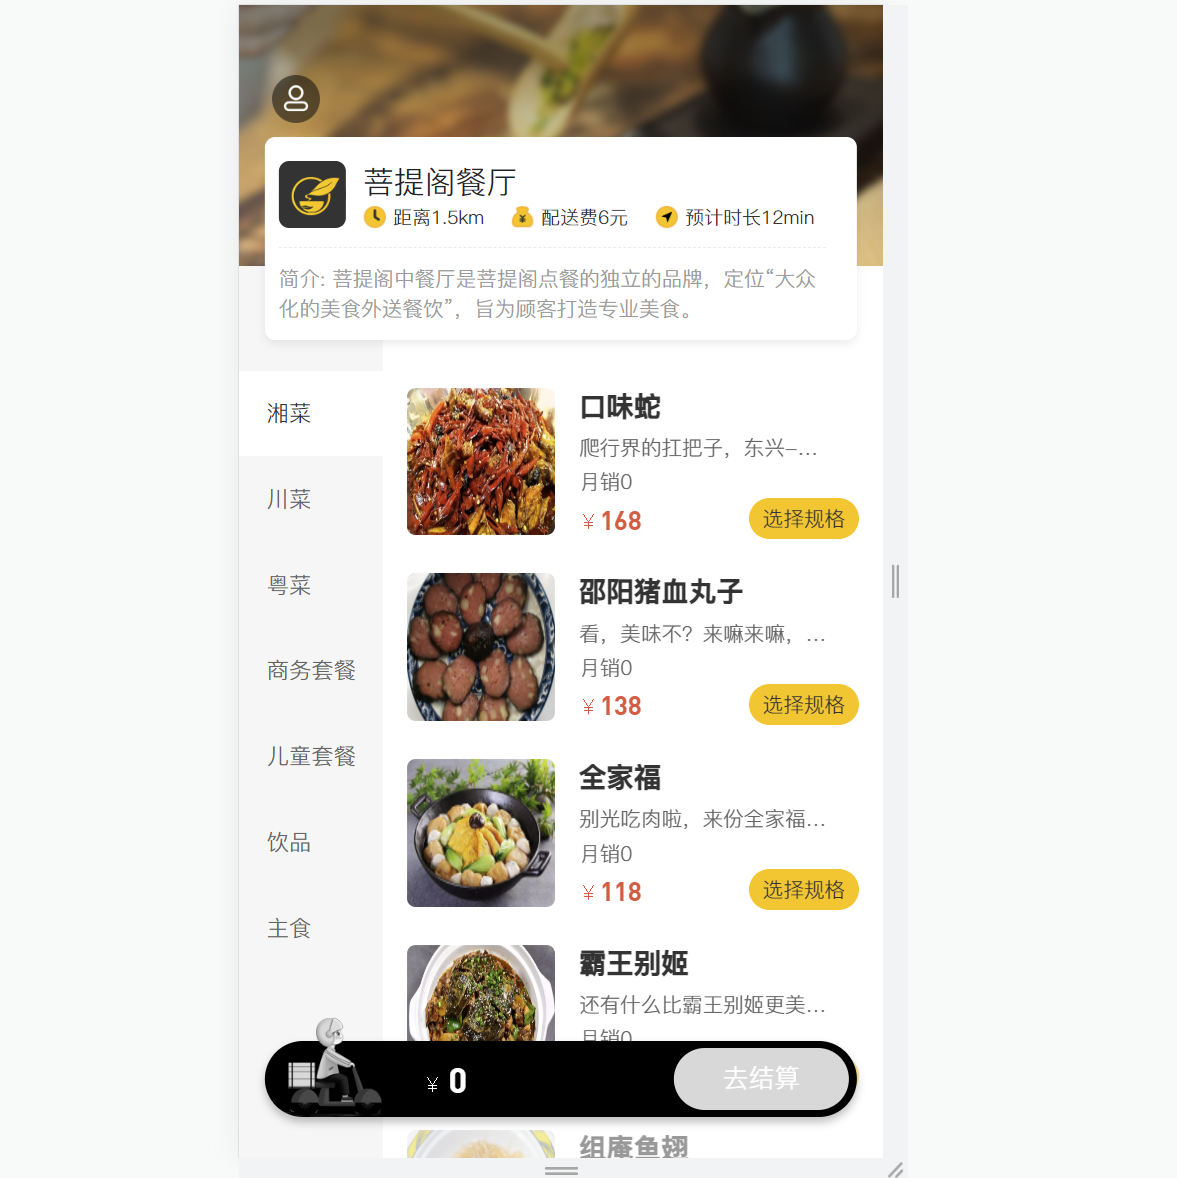 菩提阁餐厅
距离1.5km 配送费6元 预计时长12min
简介: 菩提阁中餐厅是菩提阁点餐的独立的品牌，定位“大众
化的美食外送餐饮”，旨为顾客打造专业美食。
湘菜
川菜
粤菜
商务套餐
儿童套餐
饮品
主食
口味蛇
爬行界的扛把子，东兴-...
月销0
￥168 选择规格
邵阳猪血丸子
看，美味不？来嘛来嘛，...
月销0
￥138 选择规格
全家福
别光吃肉啦，来份全家福...
月销0
￥118 选择规格
霸王别姬
还有什么比霸王别姬更美...
月销0
￥0 去结算
组庵鱼翅